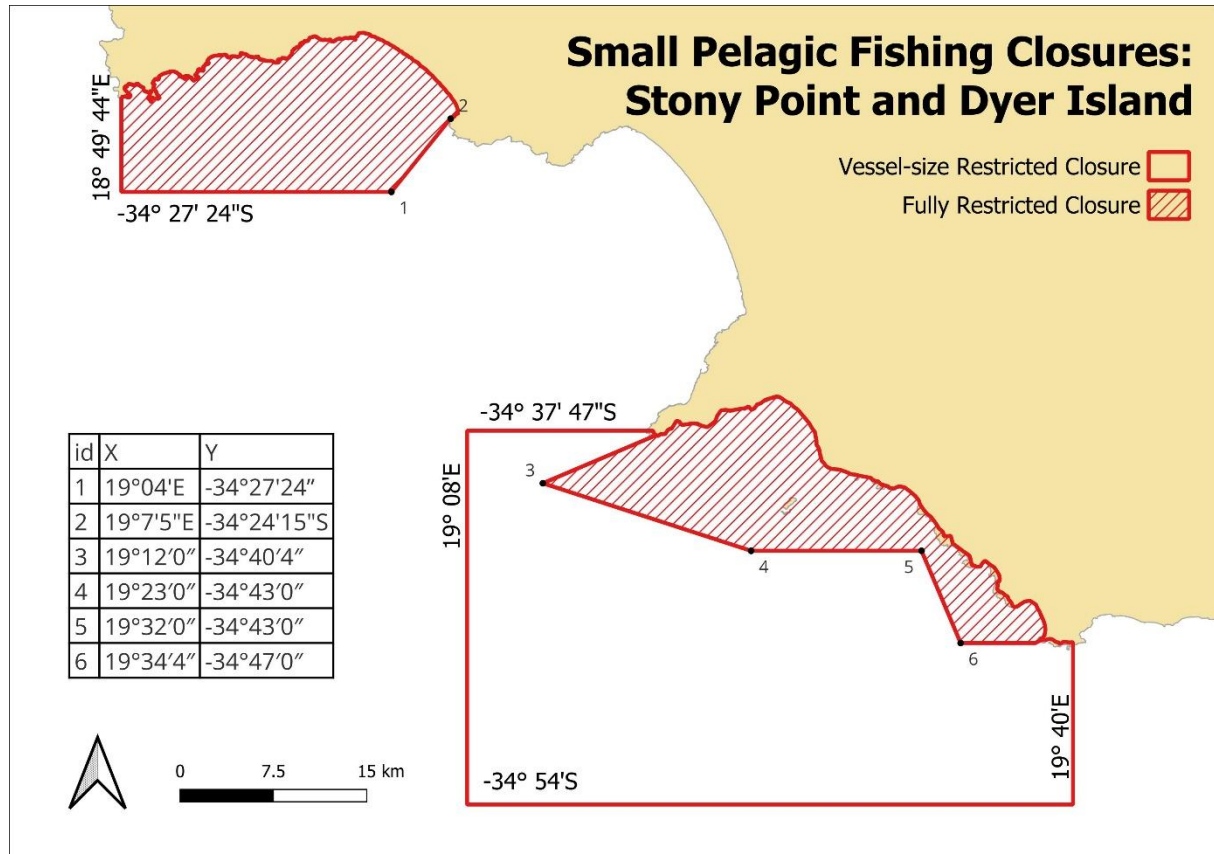 Small Pelagic Fishing Closures:
Stony Point and Dyer Island
Vessel-size Restricted Closure
Fully Restricted Closure
18° 49' 44"E
-34° 27' 24"S
1
2
-34° 37' 47"S
19° 08'E
3
4
5
6
-34° 54'S
19° 40'E
id X Y
1 19°04'E -34°27'24″
2 19°7'5"E -34°24'15"S
3 19°12′0″ -34°40′4″
4 19°23′0″ -34°43′0″
5 19°32′0″ -34°43′0″
6 19°34′4″ -34°47′0″
0 7.5 15 km